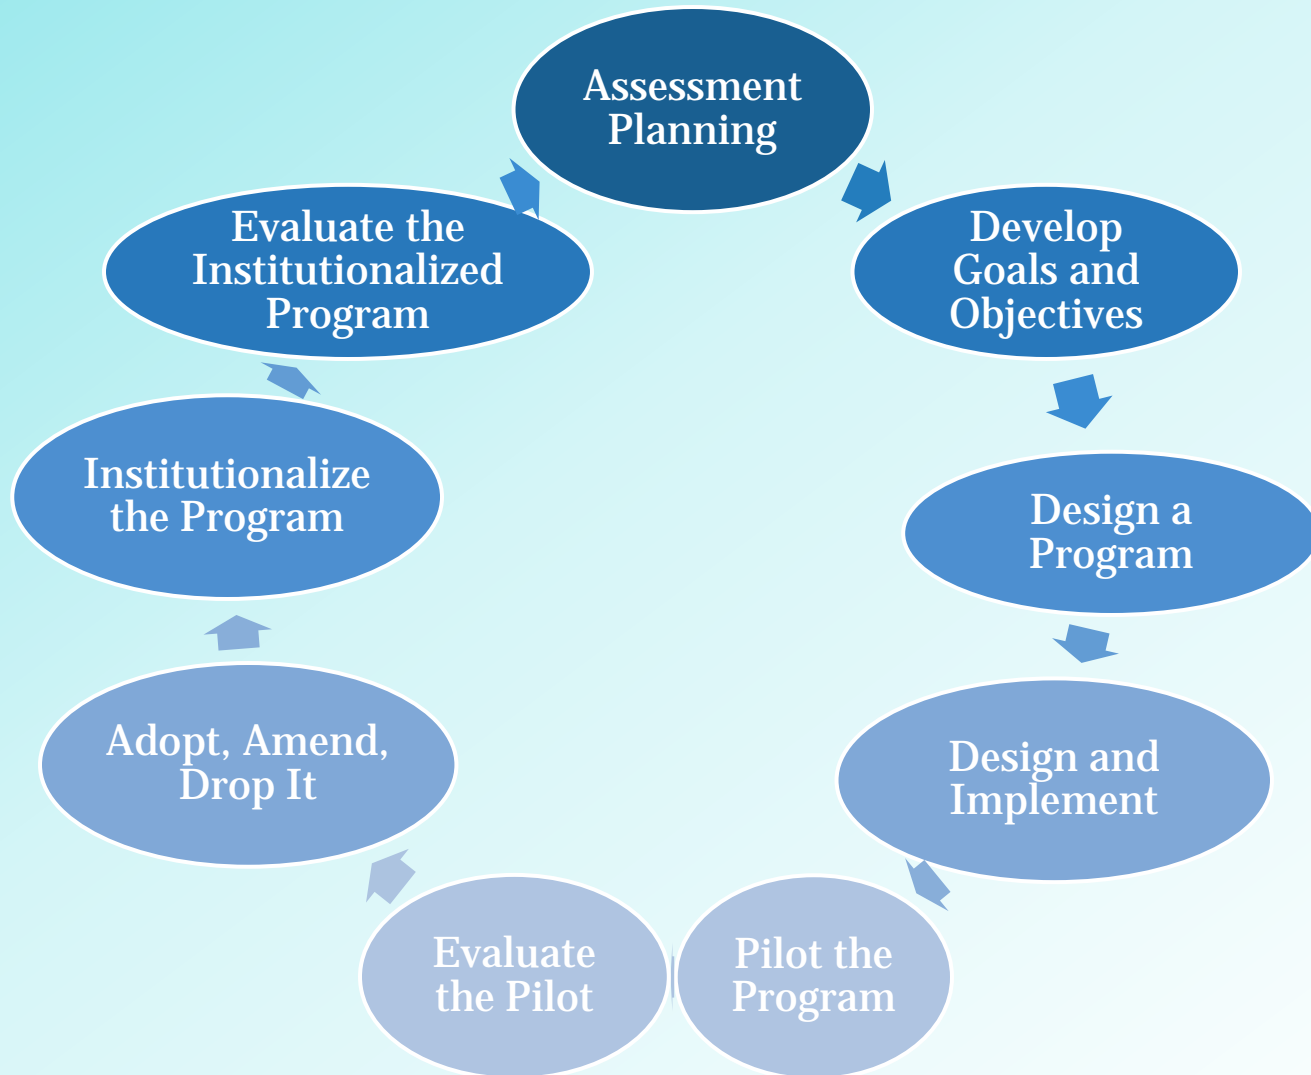 Assessment
Planning
Develop
Goals and
Objectives
Design a
Program
Design and
Implement
Pilot the
Program
Evaluate
the Pilot
Adopt, Amend,
Drop It
Institutionalize
the Program
Evaluate the
Institutionalized
Program